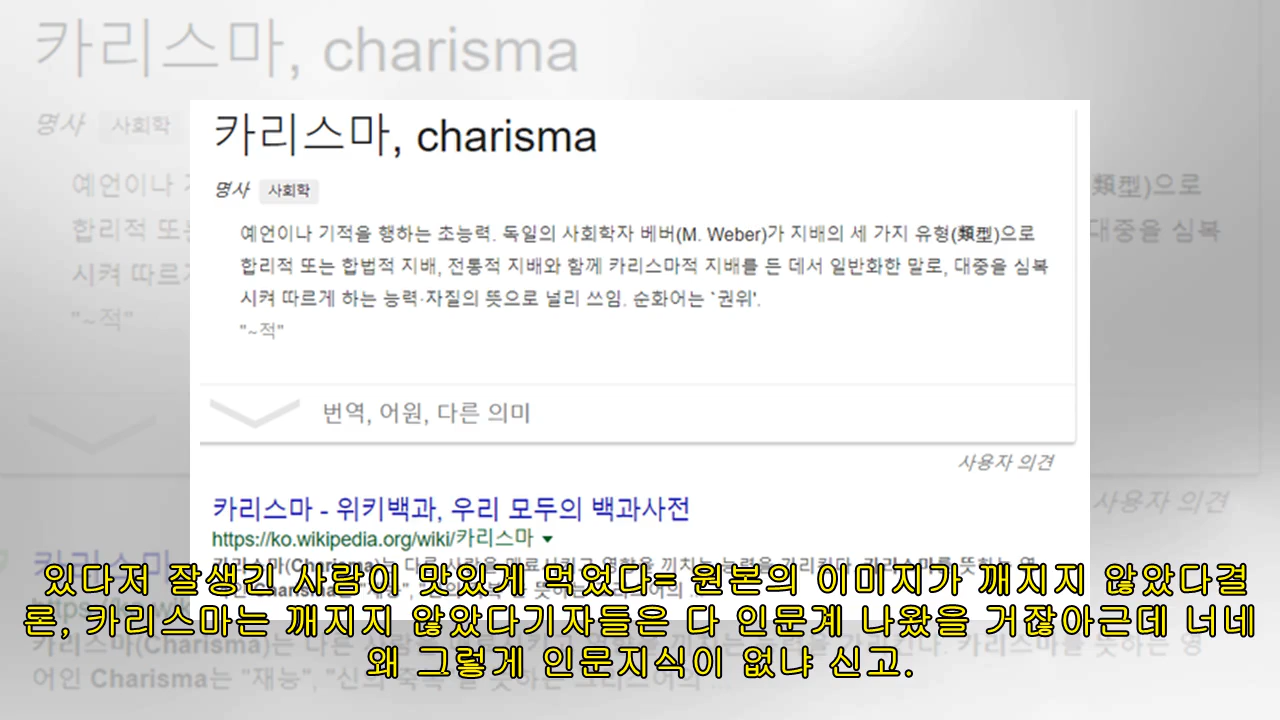 카리스마, charisma
명사 사회학
예언이나 기적을 행하는 초능력. 독일의 사회학자 베버(M. Weber)가 지배의 세 가지 유형(類型)으로
합리적 또는 합법적 지배, 전통적 지배와 함께 카리스마적 지배를 든 데서 일반화한 말로, 대중을 심복
시켜 따르게 하는 능력·자질의 뜻으로 널리 쓰임. 순화어는 `권위'.
"~적"
번역, 어원, 다른 의미
사용자 의견
카리스마 - 위키백과, 우리 모두의 백과사전
https://ko.wikipedia.org/wiki/카리스마
있다저 잘생긴 사람이 맛있게 먹었다= 원본의 이미지가 깨지지 않았다결
론, 카리스마는 깨지지 않았다기자들은 다 인문계 나왔을 거잖아근데 너네
왜 그렇게 인문지식이 없냐 신고.